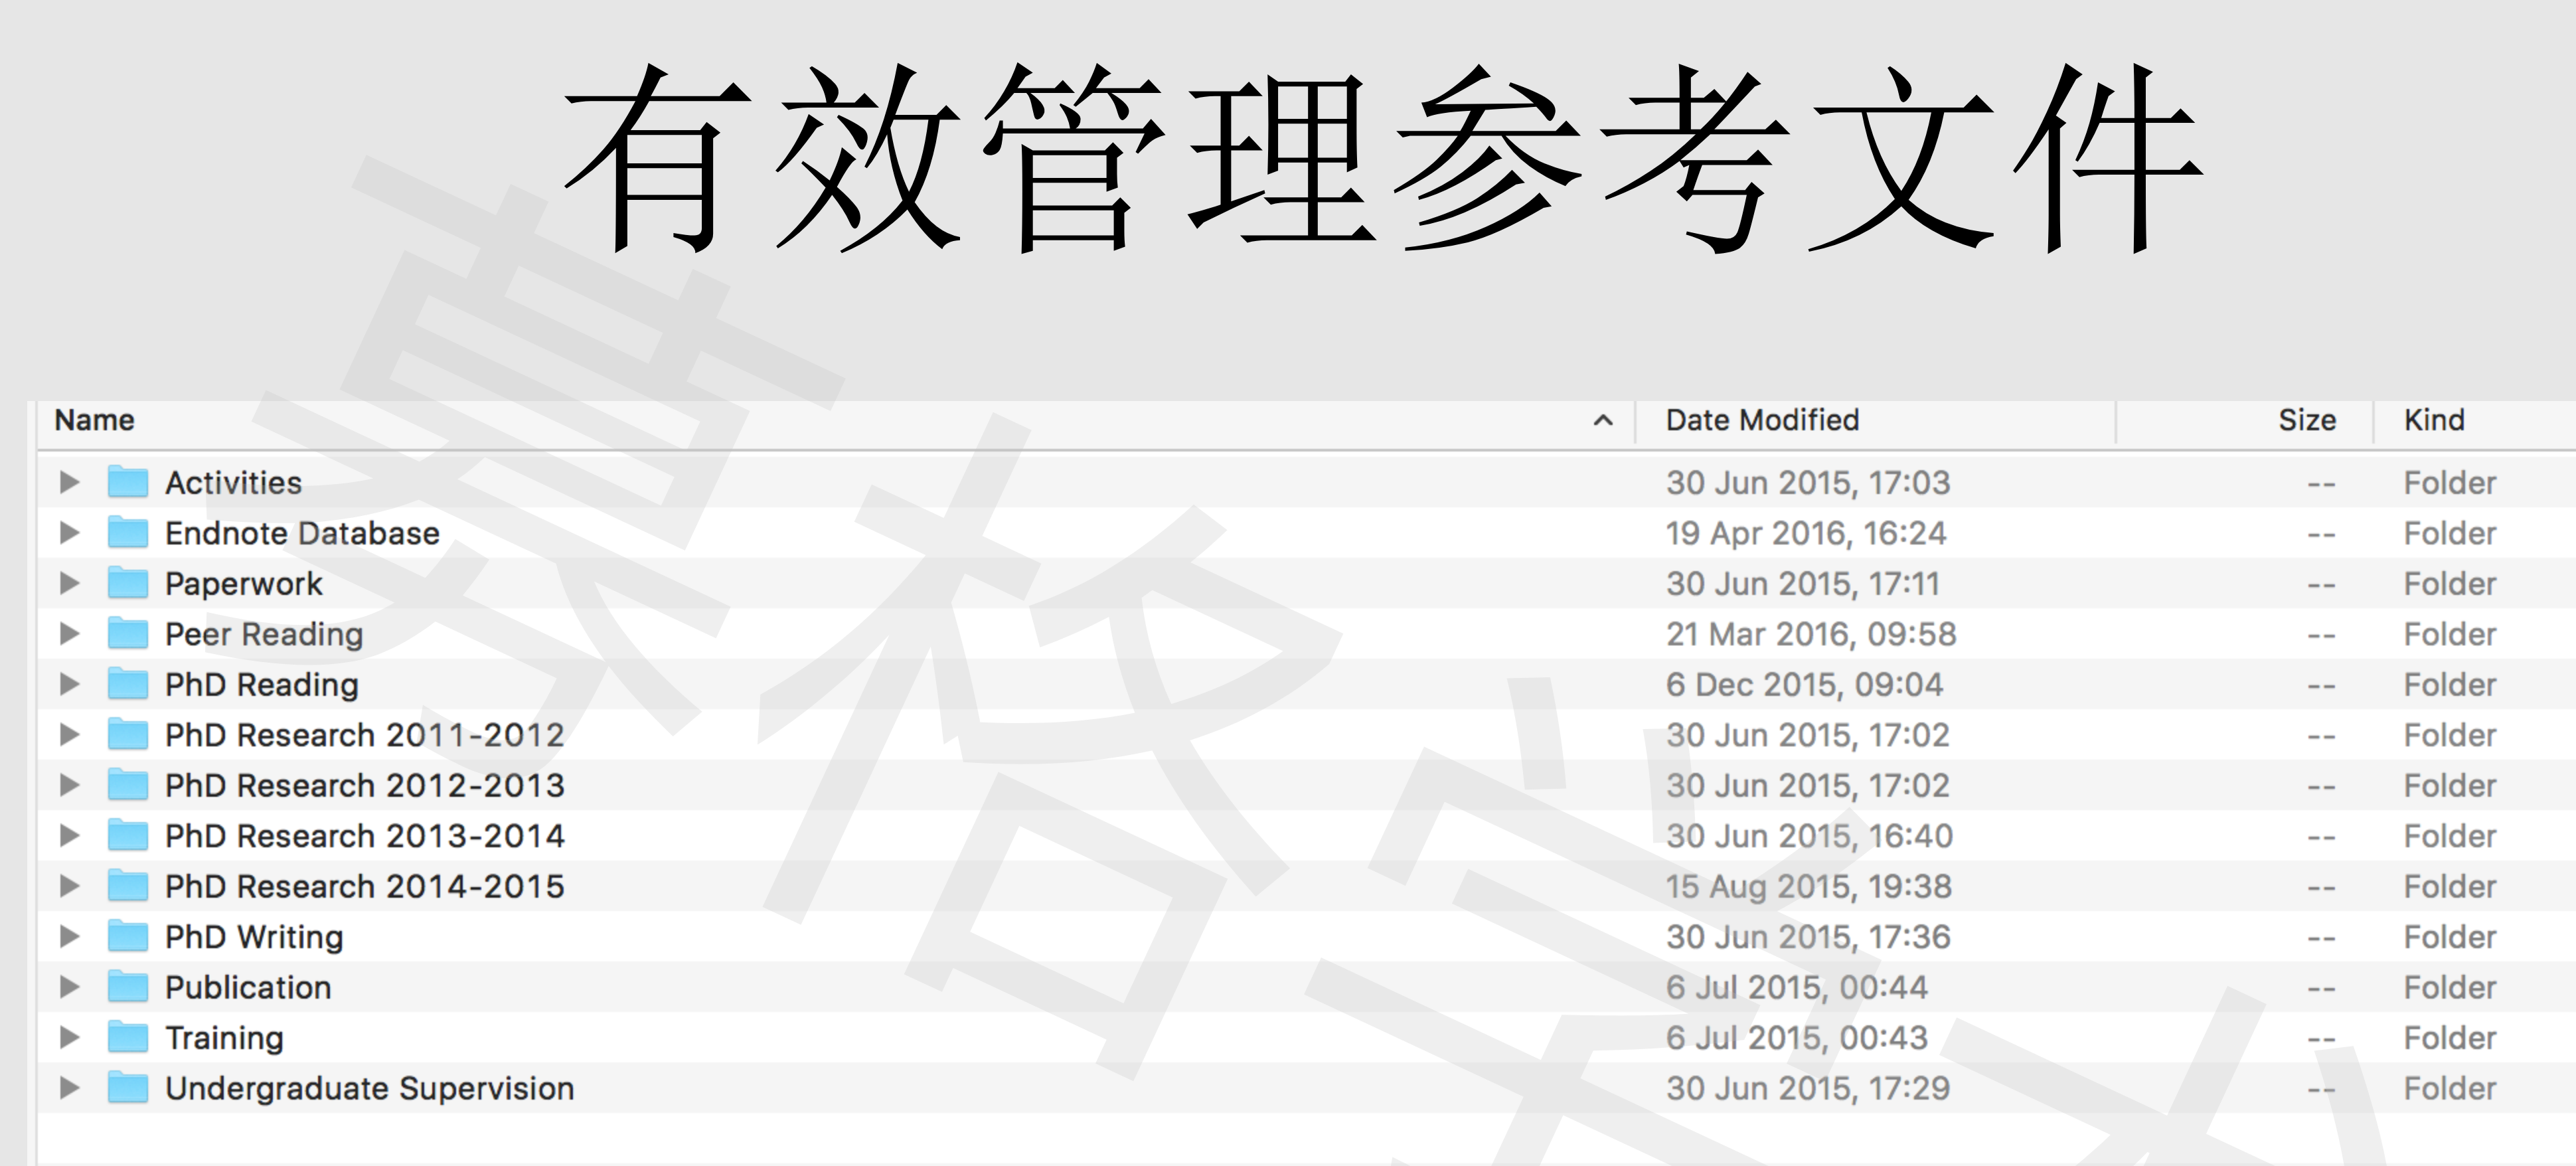 有效管理参考文件
Name Date Modified Size Kind
Activities 30 Jun 2015, 17:03 -- Folder
Endnote Database 19 Apr 2016, 16:24 -- Folder
Paperwork 30 Jun 2015, 17:11 -- Folder
Peer Reading 21 Mar 2016, 09:58 -- Folder
PhD Reading 6 Dec 2015, 09:04 -- Folder
PhD Research 2011-2012 30 Jun 2015, 17:02 -- Folder
PhD Research 2012-2013 30 Jun 2015, 17:02 -- Folder
PhD Research 2013-2014 30 Jun 2015, 16:40 -- Folder
PhD Research 2014-2015 15 Aug 2015, 19:38 -- Folder
PhD Writing 30 Jun 2015, 17:36 -- Folder
Publication 6 Jul 2015, 00:44 -- Folder
Training 6 Jul 2015, 00:43 -- Folder
Undergraduate Supervision 30 Jun 2015, 17:29 -- Folder